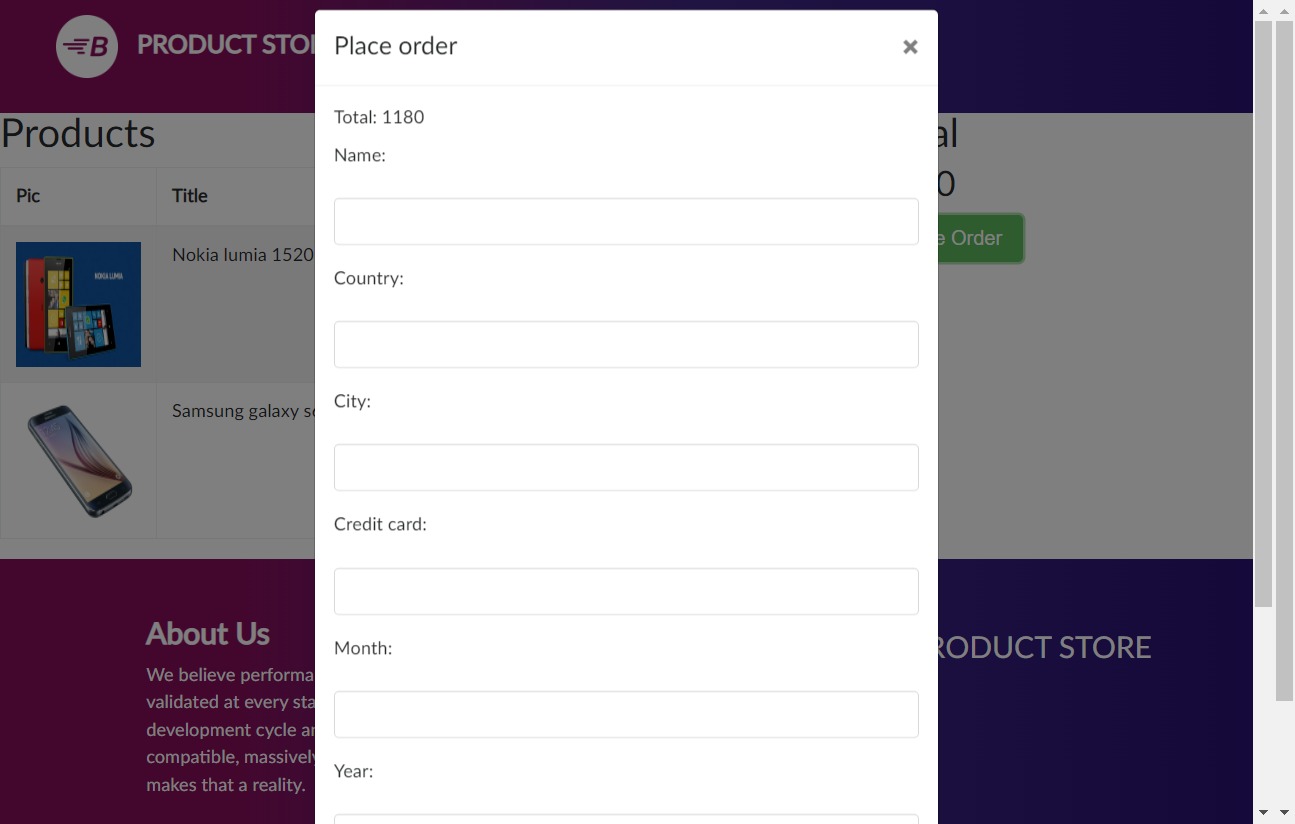 B PRODUCT STO
Place order
×
Total: 1180
Name:
Country:
City:
Credit card:
Month:
Year:
Products
Pic Title
NOKIA LUMIA
Nokia lumia 1520
Samsung galaxy s
al
0
e Order
About Us
We believe performa
validated at every sta
development cycle a
compatible, massively
makes that a reality.
RODUCT STORE